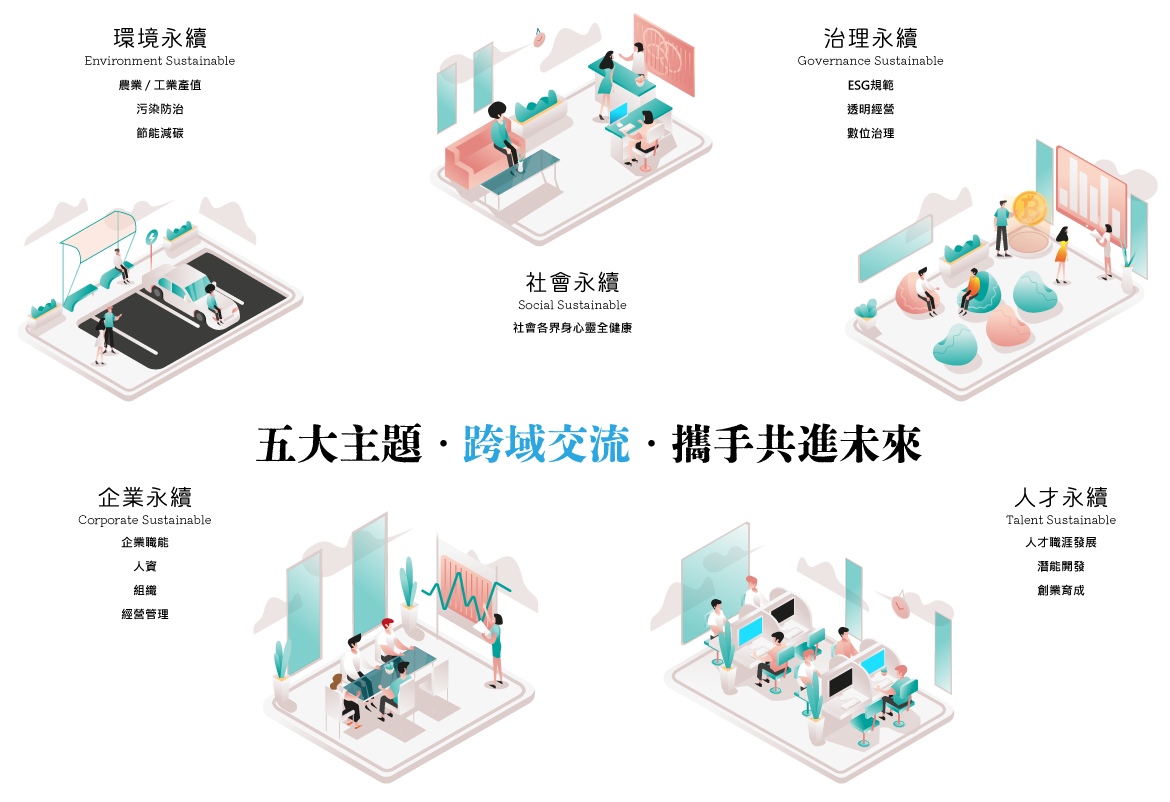 環境永續
Environment Sustainable
農業 / 工業產值
污染防治
節能減碳
治理永續
Governance Sustainable
ESG規範
透明經營
數位治理
社會永續
Social Sustainable
社會各界身心靈全健康
五大主題・跨域交流・攜手共進未來
企業永續
Corporate Sustainable
企業職能
人資
組織
經營管理
人才永續
Talent Sustainable
人才職涯發展
潛能開發
創業育成